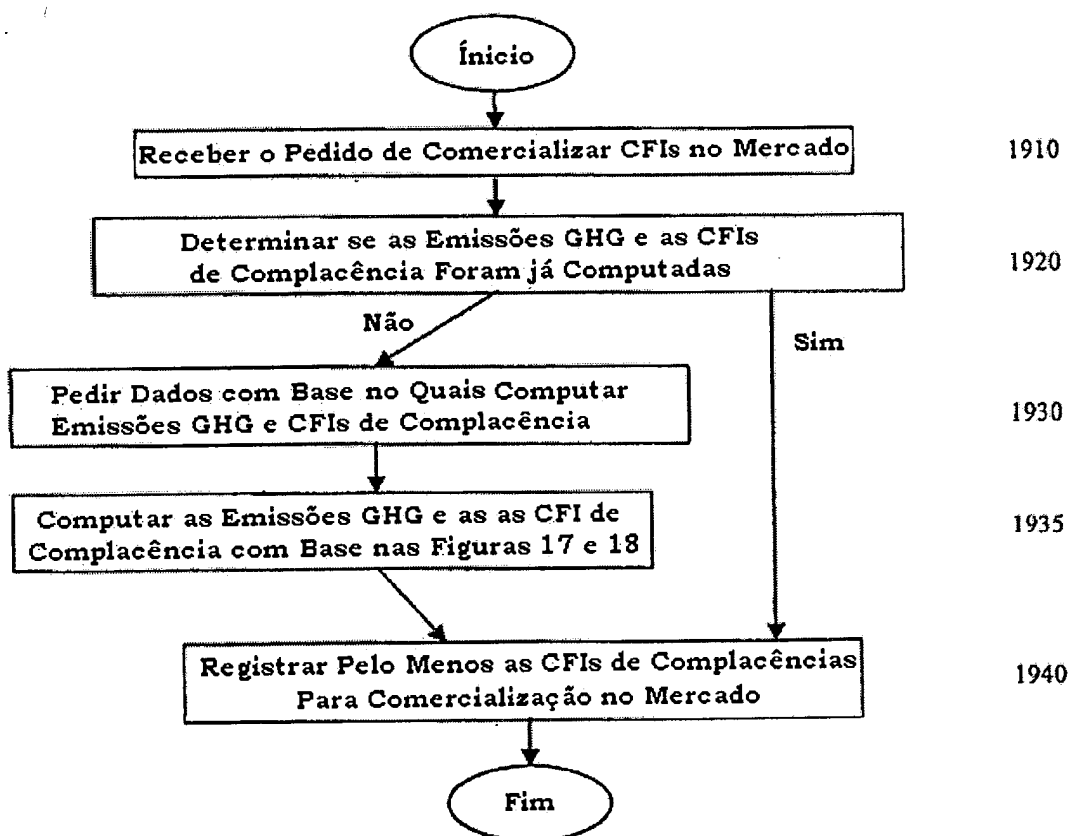 Ínicio
Receber o Pedido de Comercializar CFIs no Mercado
1910
Determinar se as Emissões GHG e as CFIs
de Complacência Foram já Computadas
1920
Não
Sim
Pedir Dados com Base no Quais Computar
Emissões GHG e CFIs de Complacência
1930
Computar as Emissões GHG e as as CFI de
Complacência com Base nas Figuras 17 e 18
1935
Registrar Pelo Menos as CFIs de Complacências
Para Comercialização no Mercado
1940
Fim